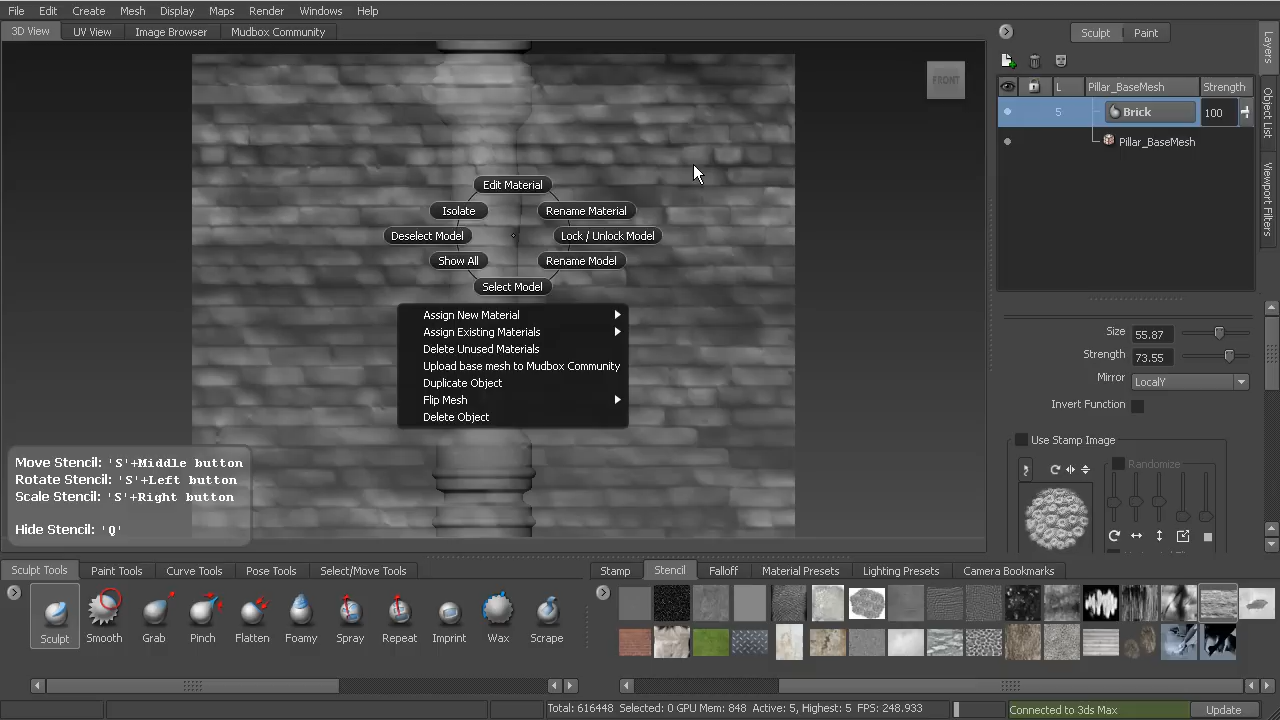 File Edit Create Mesh Display Maps Render Windows Help
3D View UV View Image Browser Mudbox Community
Sculpt Paint
Layers
Object List
Viewport Filters
FRONT
L Pillar_BaseMesh Strength
5 Brick 100
Pillar_BaseMesh
Edit Material
Isolate Rename Material
Deselect Model Lock / Unlock Model
Show All Rename Model
Select Model
Assign New Material
Assign Existing Materials
Delete Unused Materials
Upload base mesh to Mudbox Community
Duplicate Object
Flip Mesh
Delete Object
Size 55.87
Strength 73.55
Mirror LocalY
Invert Function
Use Stamp Image
Randomize
Move Stencil: 'S'+Middle button
Rotate Stencil: 'S'+Left button
Scale Stencil: 'S'+Right button
Hide Stencil: 'Q'
Sculpt Tools Paint Tools Curve Tools Pose Tools Select/Move Tools
Stamp Stencil Falloff Material Presets Lighting Presets Camera Bookmarks
Sculpt Smooth Grab Pinch Flatten Foamy Spray Repeat Imprint Wax Scrape
Total: 616448 Selected: 0 GPU Mem: 848 Active: 5, Highest: 5 FPS: 248.933
Connected to 3ds Max Update